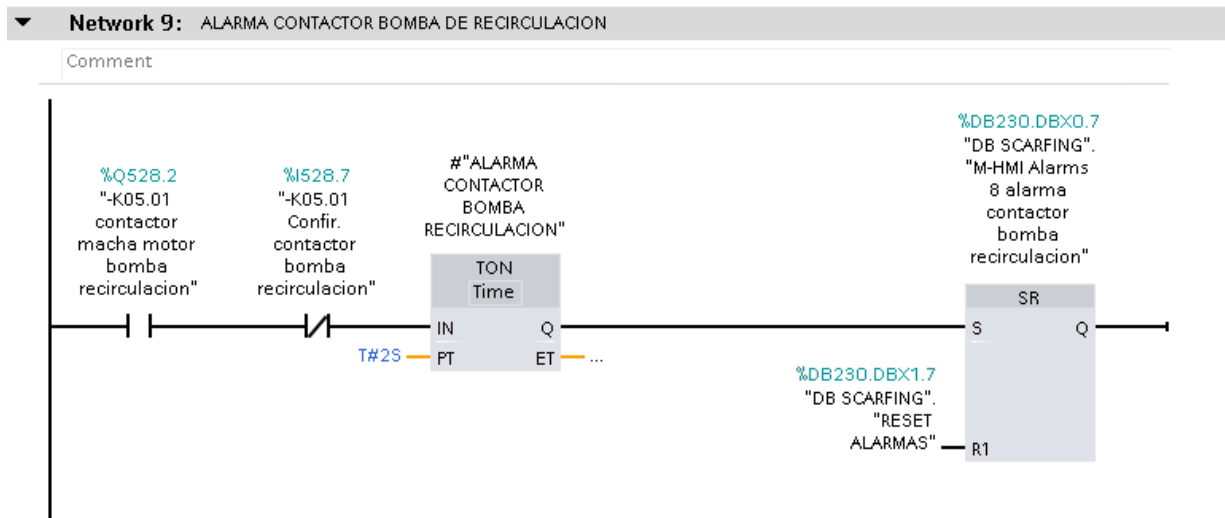 Network 9: ALARMA CONTACTOR BOMBA DE RECIRCULACION
Comment
%Q528.2
"-K05.01
contactor
macha motor
bomba
recirculacion"
%I528.7
"-K05.01
Confir.
contactor
bomba
recirculacion"
#"ALARMA
CONTACTOR
BOMBA
RECIRCULACION"
TON
Time
IN
Q
T#2S
PT
ET
...
%DB230.DBX0.7
"DB SCARFING".
"M-HMI Alarms
8 alarma
contactor
bomba
recirculacion"
SR
S
Q
%DB230.DBX1.7
"DB SCARFING".
"RESET
ALARMAS"
R1